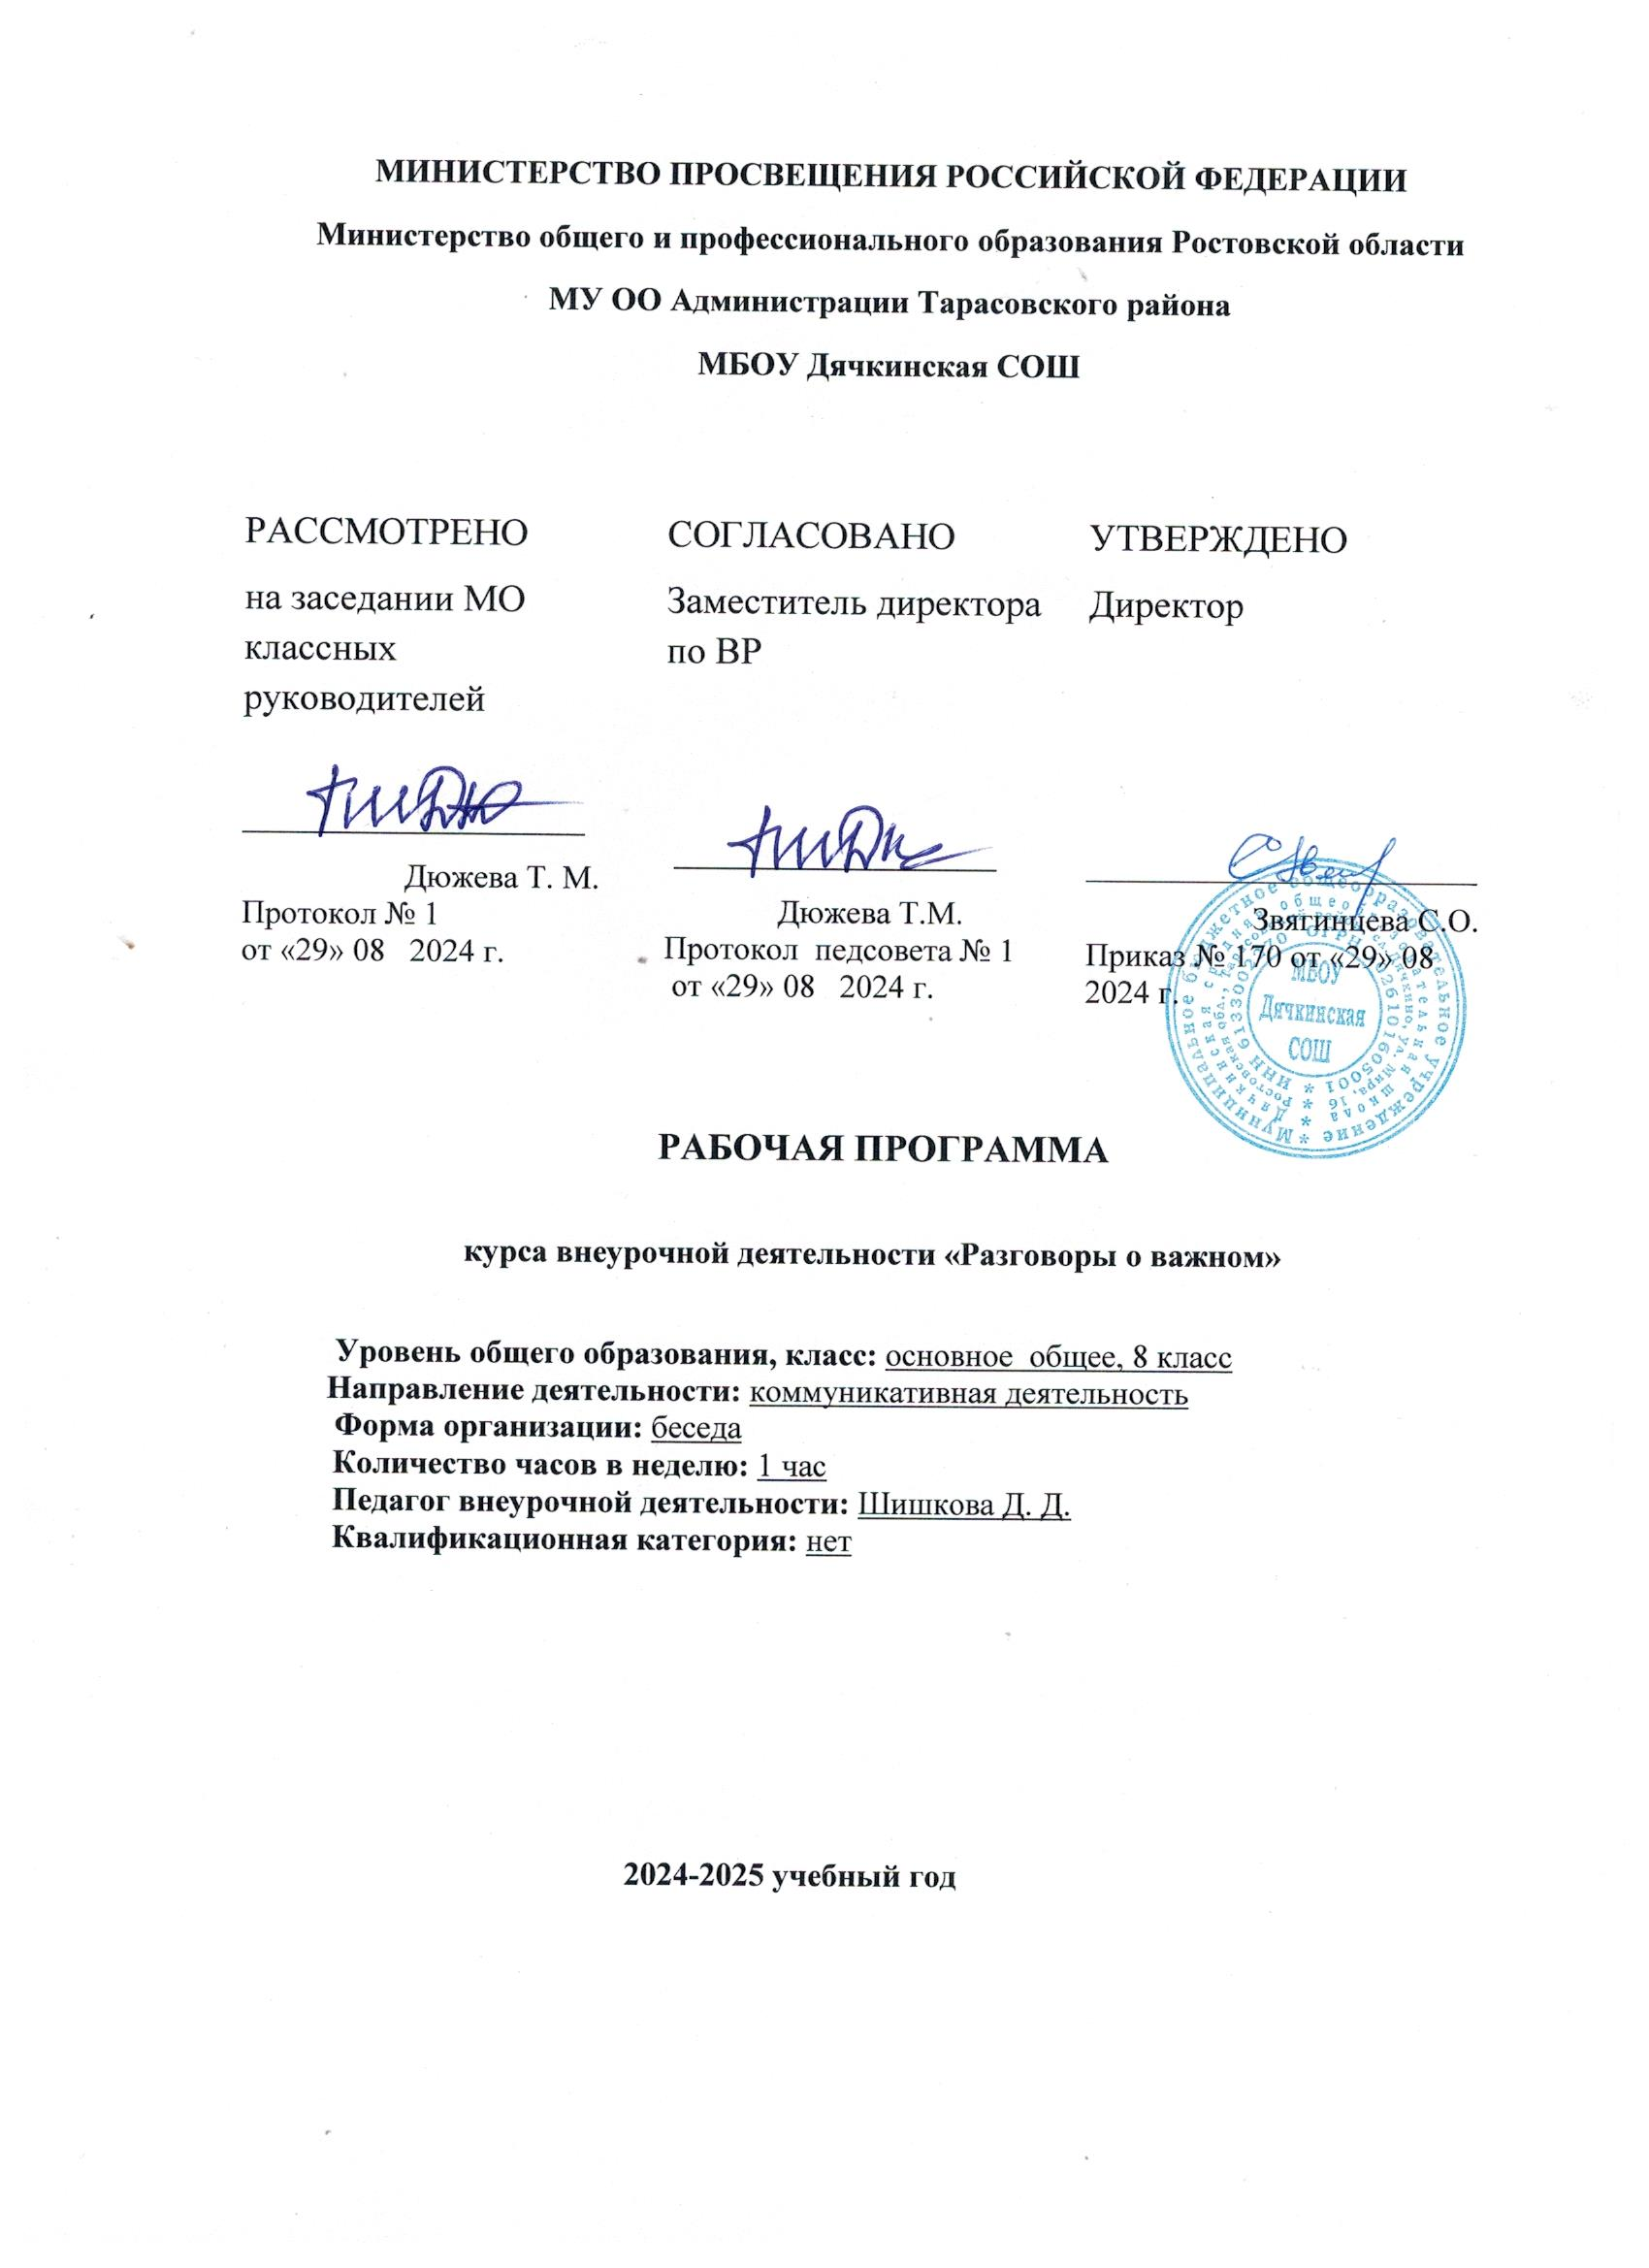 МИНИСТЕРСТВО ПРОСВЕЩЕНИЯ РОССИЙСКОЙ ФЕДЕРАЦИИ
Министерство общего и профессионального образования Ростовской области
МУ ОО Администрации Тарасовского района
МБОУ Дячкинская СОШ
РАССМОТРЕНО
на заседании МО
классных
руководителей
Дюжева Т. М.
Протокол № 1
от «29» 08 2024 г.
СОГЛАСОВАНО
Заместитель директора
по ВР
Дюжева Т.М.
Протокол педсовета № 1
от «29» 08 2024 г.
УТВЕРЖДЕНО
Директор
Звягинцева С.О.
Приказ № 170 от «29» 08
2024 г.
Муниципальное бюджетное общеобразовательное учреждение
МБОУ
Дячкинская
СОШ
РАБОЧАЯ ПРОГРАММА
курса внеурочной деятельности «Разговоры о важном»
Уровень общего образования, класс: основное общее, 8 класс
Направление деятельности: коммуникативная деятельность
Форма организации: беседа
Количество часов в неделю: 1 час
Педагог внеурочной деятельности: Шишкова Д. Д.
Квалификационная категория: нет
2024-2025 учебный год